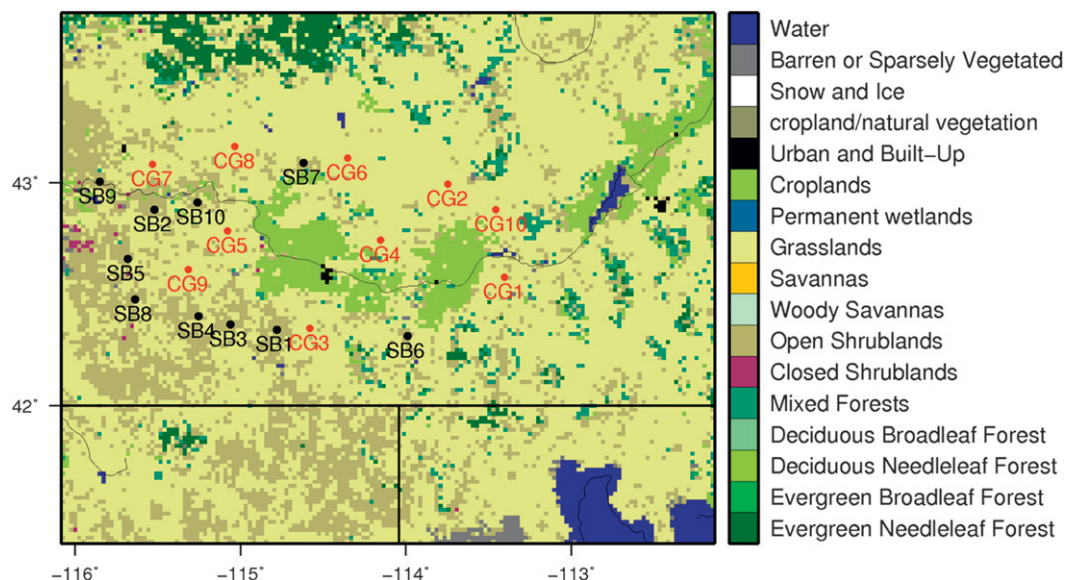 Water
Barren or Sparsely Vegetated
Snow and Ice
cropland/natural vegetation
Urban and Built-Up
Croplands
Permanent wetlands
Grasslands
Savannas
Woody Savannas
Open Shrublands
Closed Shrublands
Mixed Forests
Deciduous Broadleaf Forest
Deciduous Needleleaf Forest
Evergreen Broadleaf Forest
Evergreen Needleleaf Forest
43°
42°
CG8
CG7
SB7
CG6
SB9
SB2
SB10
CG2
CG10
CG5
CG4
SB5
CG9
CG1
SB8
SB4
SB3
SB1
CG3
SB6
-116°
-115°
-114°
-113°